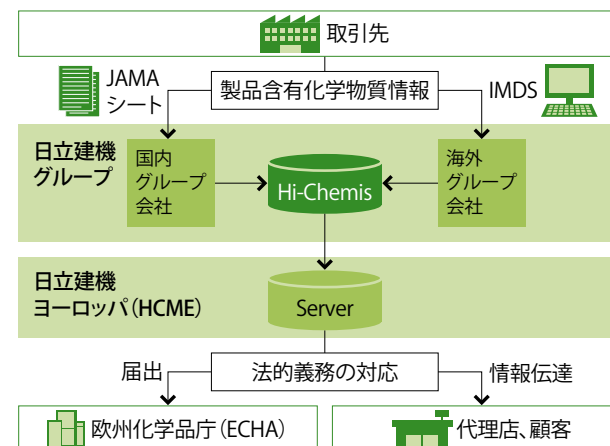 取引先
JAMA
シート
製品含有化学物質情報
IMDS
日立建機
グループ
国内
グループ
会社
Hi-Chemis
海外
グループ
会社
日立建機
ヨーロッパ（HCME）
Server
届出
法的義務の対応
情報伝達
欧州化学品庁（ECHA）
代理店、顧客